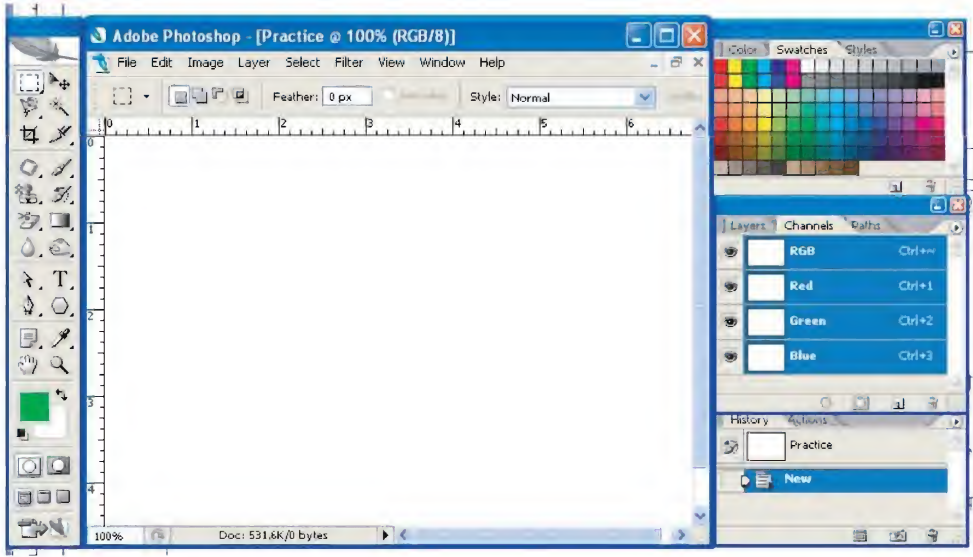 Adobe Photoshop - [Practice @ 100% (RGB/8)]
File Edit Image Layer Select Filter View Window Help
Feather: 0 px Style: Normal
0 1 2 3 4 5 6
0
1
2
3
4
100% Doc: 531,6K/0 bytes
Color Swatches Styles
Layers Channels Paths
RGB Ctrl+~
Red Ctrl+1
Green Ctrl+2
Blue Ctrl+3
History Actions
Practice
New